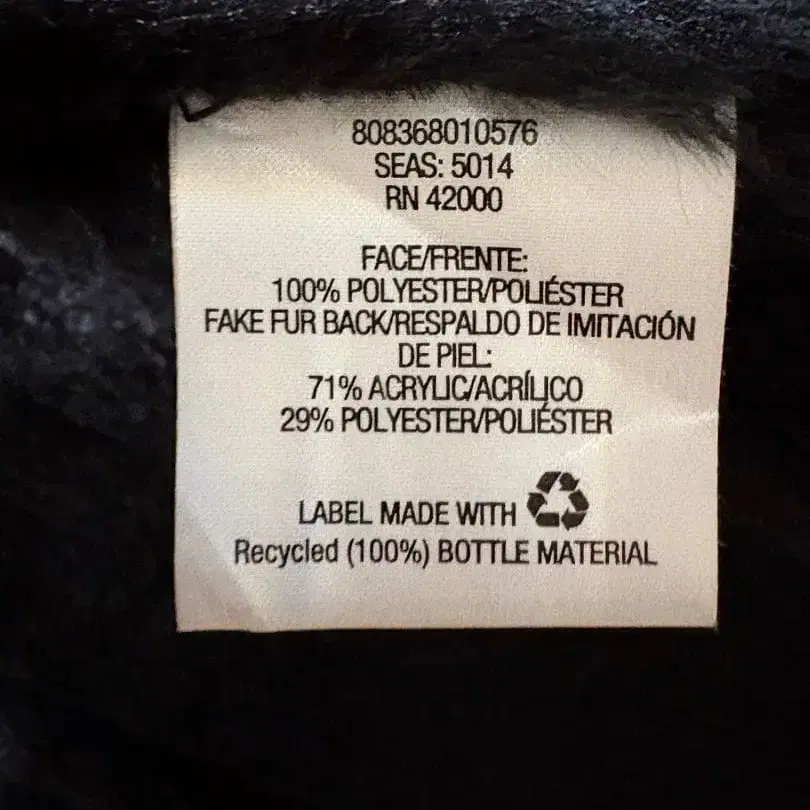 808368010576
SEAS: 5014
RN 42000
FACE/FRENTE:
100% POLYESTER/POLIÉSTER
FAKE FUR BACK/RESPALDO DE IMITACIÓN
DE PIEL:
71% ACRYLIC/ACRÍLICO
29% POLYESTER/POLIÉSTER
LABEL MADE WITH
Recycled (100%) BOTTLE MATERIAL